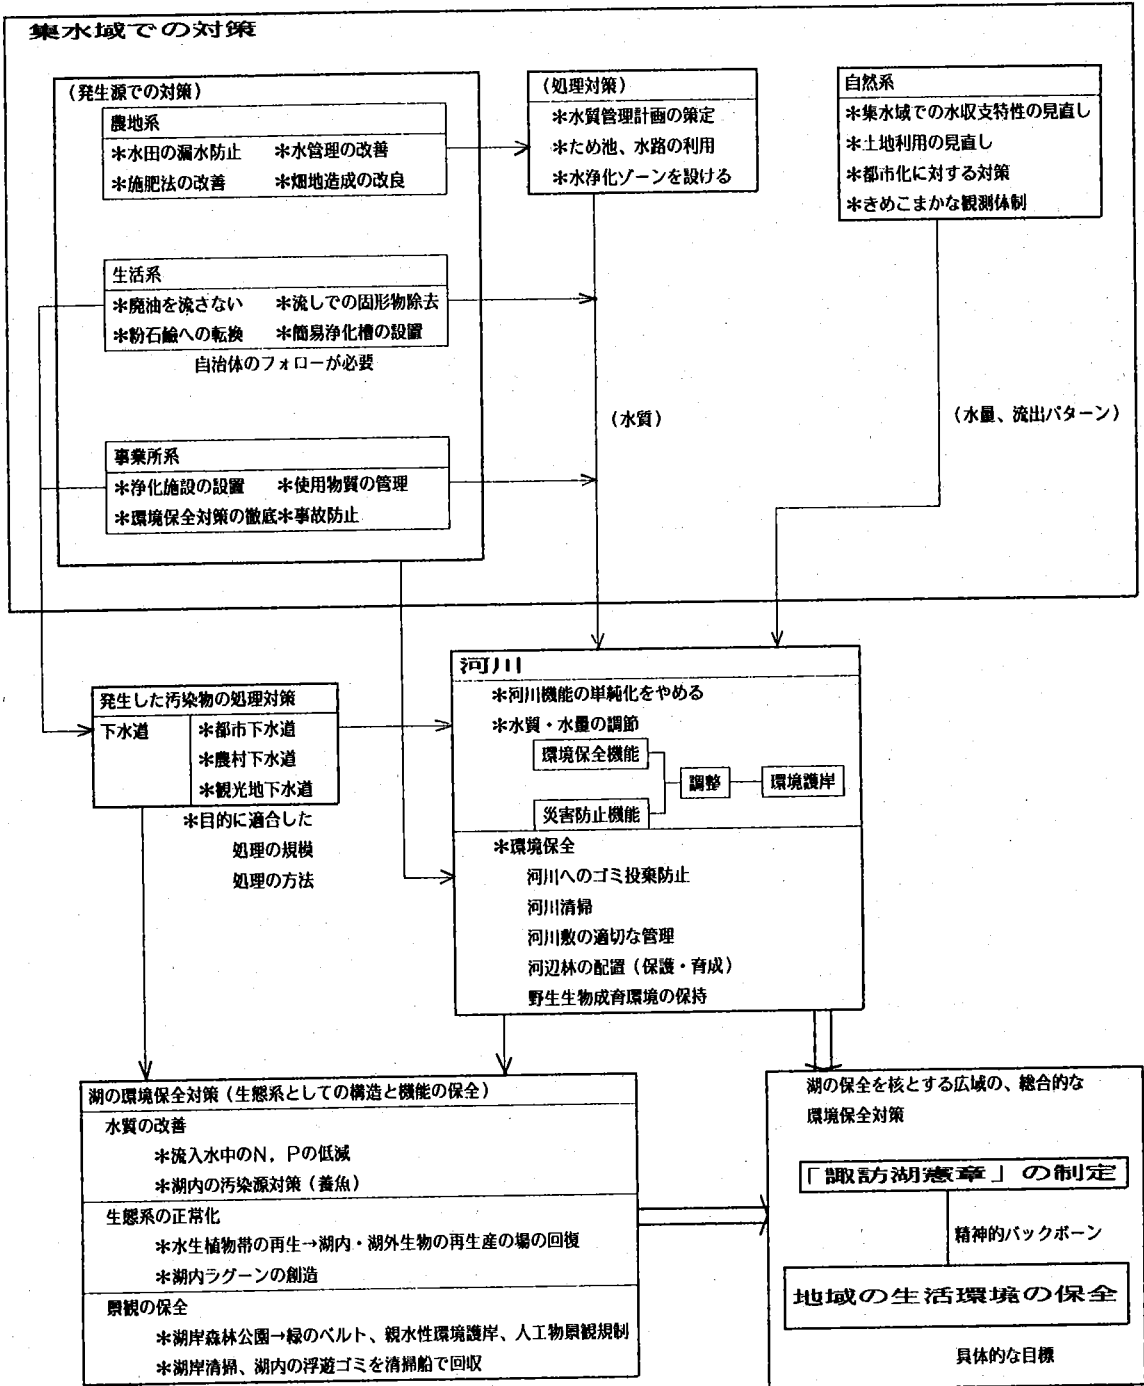 集水域での対策
(発生源での対策)
農地系
*水田の漏水防止 *水管理の改善
*施肥法の改善 *畑地造成の改良
生活系
*廃油を流さない *流しでの固形物除去
*粉石鹼への転換 *簡易浄化槽の設置
自治体のフォローが必要
事業所系
*浄化施設の設置 *使用物質の管理
*環境保全対策の徹底*事故防止
(処理対策)
*水質管理計画の策定
*ため池、水路の利用
*水浄化ゾーンを設ける
自然系
*集水域での水収支特性の見直し
*土地利用の見直し
*都市化に対する対策
*きめこまかな観測体制
(水質)
(水量、流出パターン)
発生した汚染物の処理対策
下水道
*都市下水道
*農村下水道
*観光地下水道
*目的に適合した
処理の規模
処理の方法
河川
*河川機能の単純化をやめる
*水質・水量の調節
環境保全機能
調整
環境護岸
災害防止機能
*環境保全
河川へのゴミ投棄防止
河川清掃
河川敷の適切な管理
河辺林の配置(保護・育成)
野生生物成育環境の保持
湖の環境保全対策(生態系としての構造と機能の保全)
水質の改善
*流入水中のN,Pの低減
*湖内の汚染源対策(養魚)
生態系の正常化
*水生植物帯の再生→湖内・湖外生物の再生産の場の回復
*湖内ラグーンの創造
景観の保全
*湖岸森林公園→緑のベルト、親水性環境護岸、人工物景観規制
*湖岸清掃、湖内の浮遊ゴミを清掃船で回収
湖の保全を核とする広域の、総合的な
環境保全対策
「諏訪湖憲章」の制定
精神的バックボーン
地域の生活環境の保全
具体的な目標